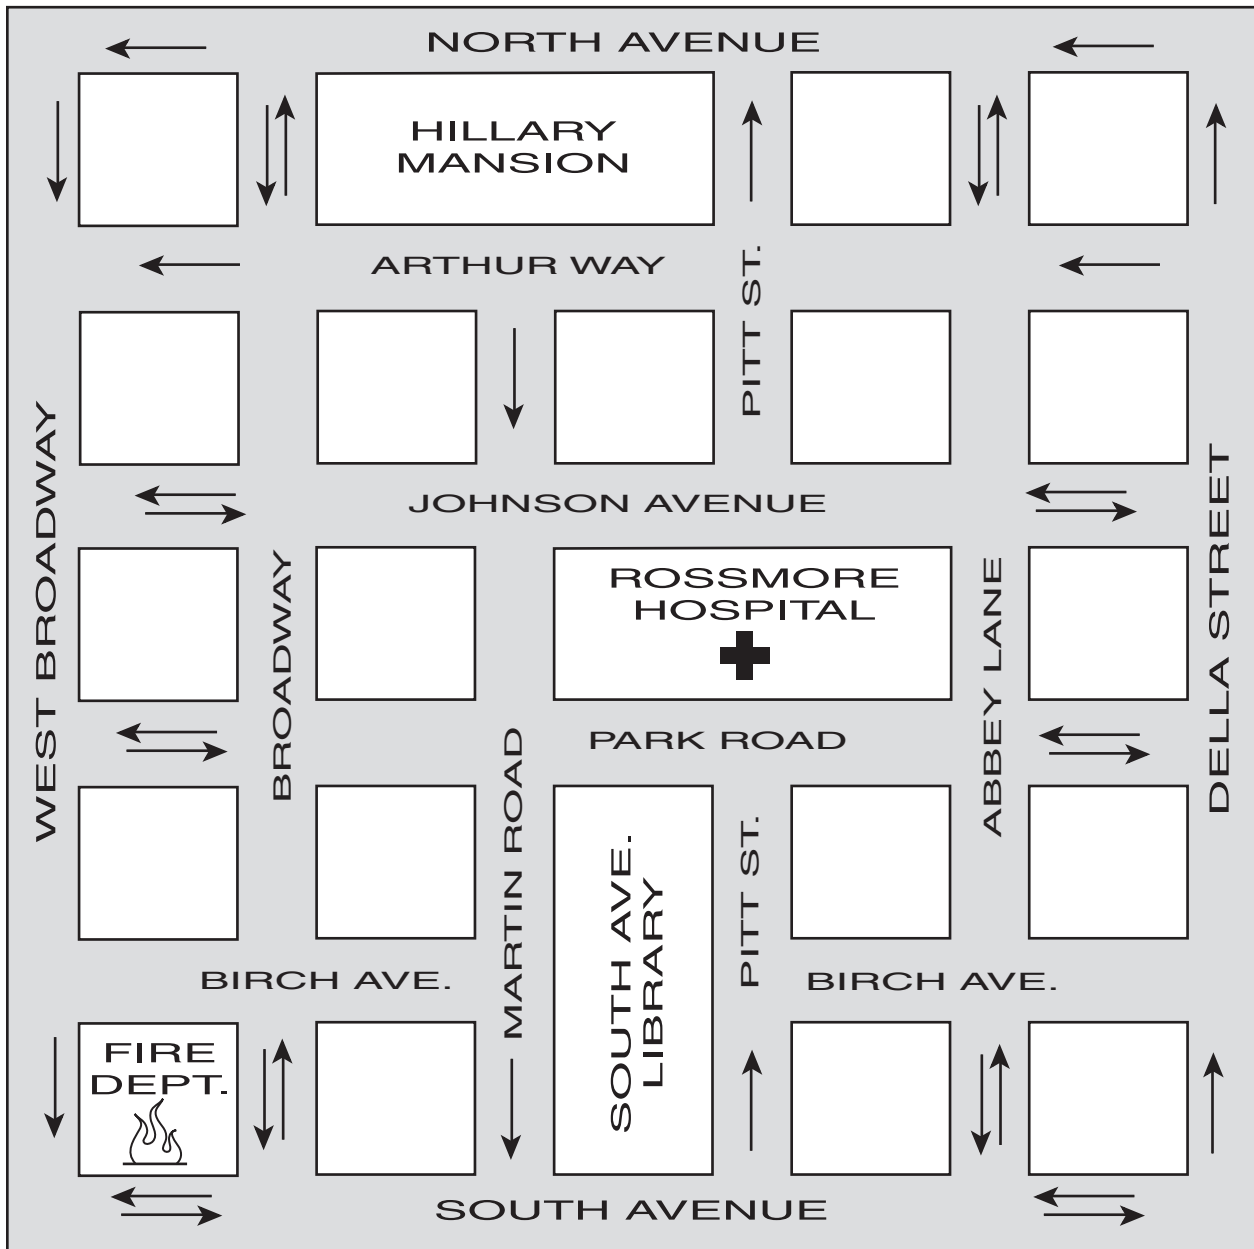 NORTH AVENUE
HILLARY
MANSION
ARTHUR WAY
PITT ST.
JOHNSON AVENUE
WEST BROADWAY
BROADWAY
ROSSMORE
HOSPITAL
ABBEY LANE
DELLA STREET
PARK ROAD
MARTIN ROAD
SOUTH AVE.
LIBRARY
PITT ST.
BIRCH AVE.
BIRCH AVE.
FIRE
DEPT.
SOUTH AVENUE